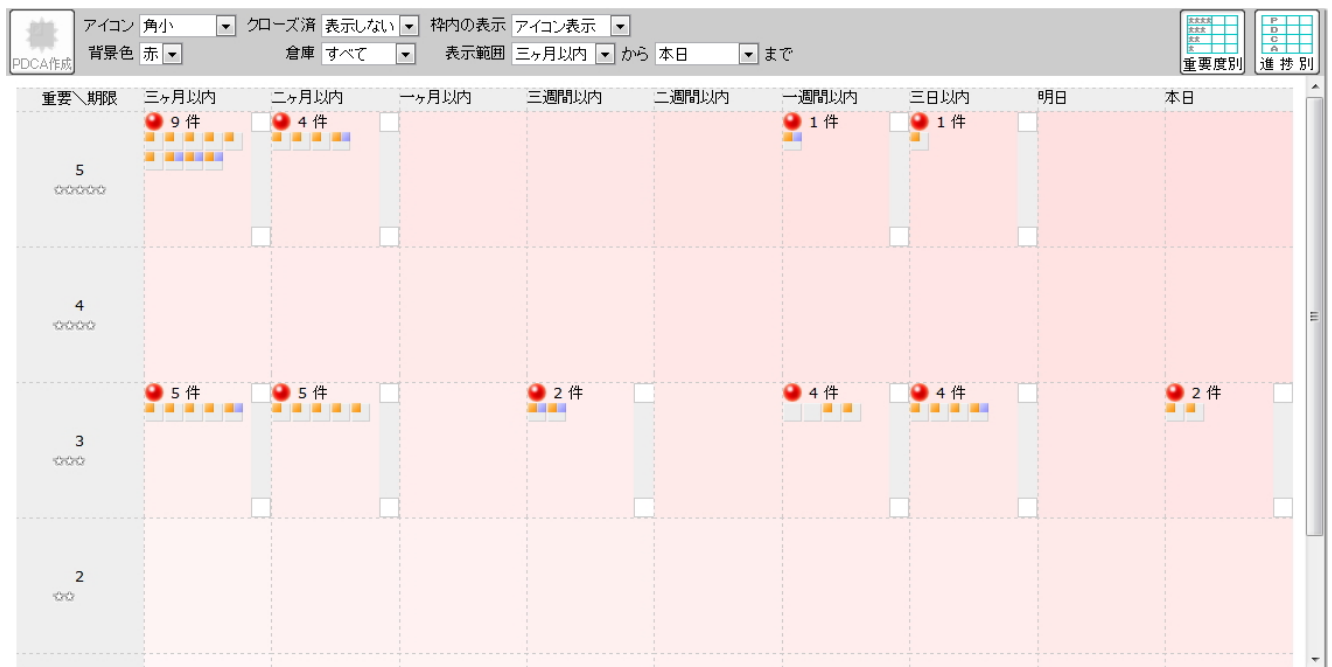 アイコン 角小 クローズ済 表示しない 枠内の表示 アイコン表示
PDCA作成 背景色 赤 倉庫 すべて 表示範囲 三ヶ月以内 から 本日 まで
P
D
C
A
重要度別 進捗別
重要＼期限 三ヶ月以内 二ヶ月以内 一ヶ月以内 三週間以内 二週間以内 一週間以内 三日以内 明日 本日
9 件 4 件 1 件 1 件
5
☆☆☆☆☆
4
☆☆☆☆
5 件 5 件 2 件 4 件 4 件 2 件
3
☆☆☆
2
☆☆